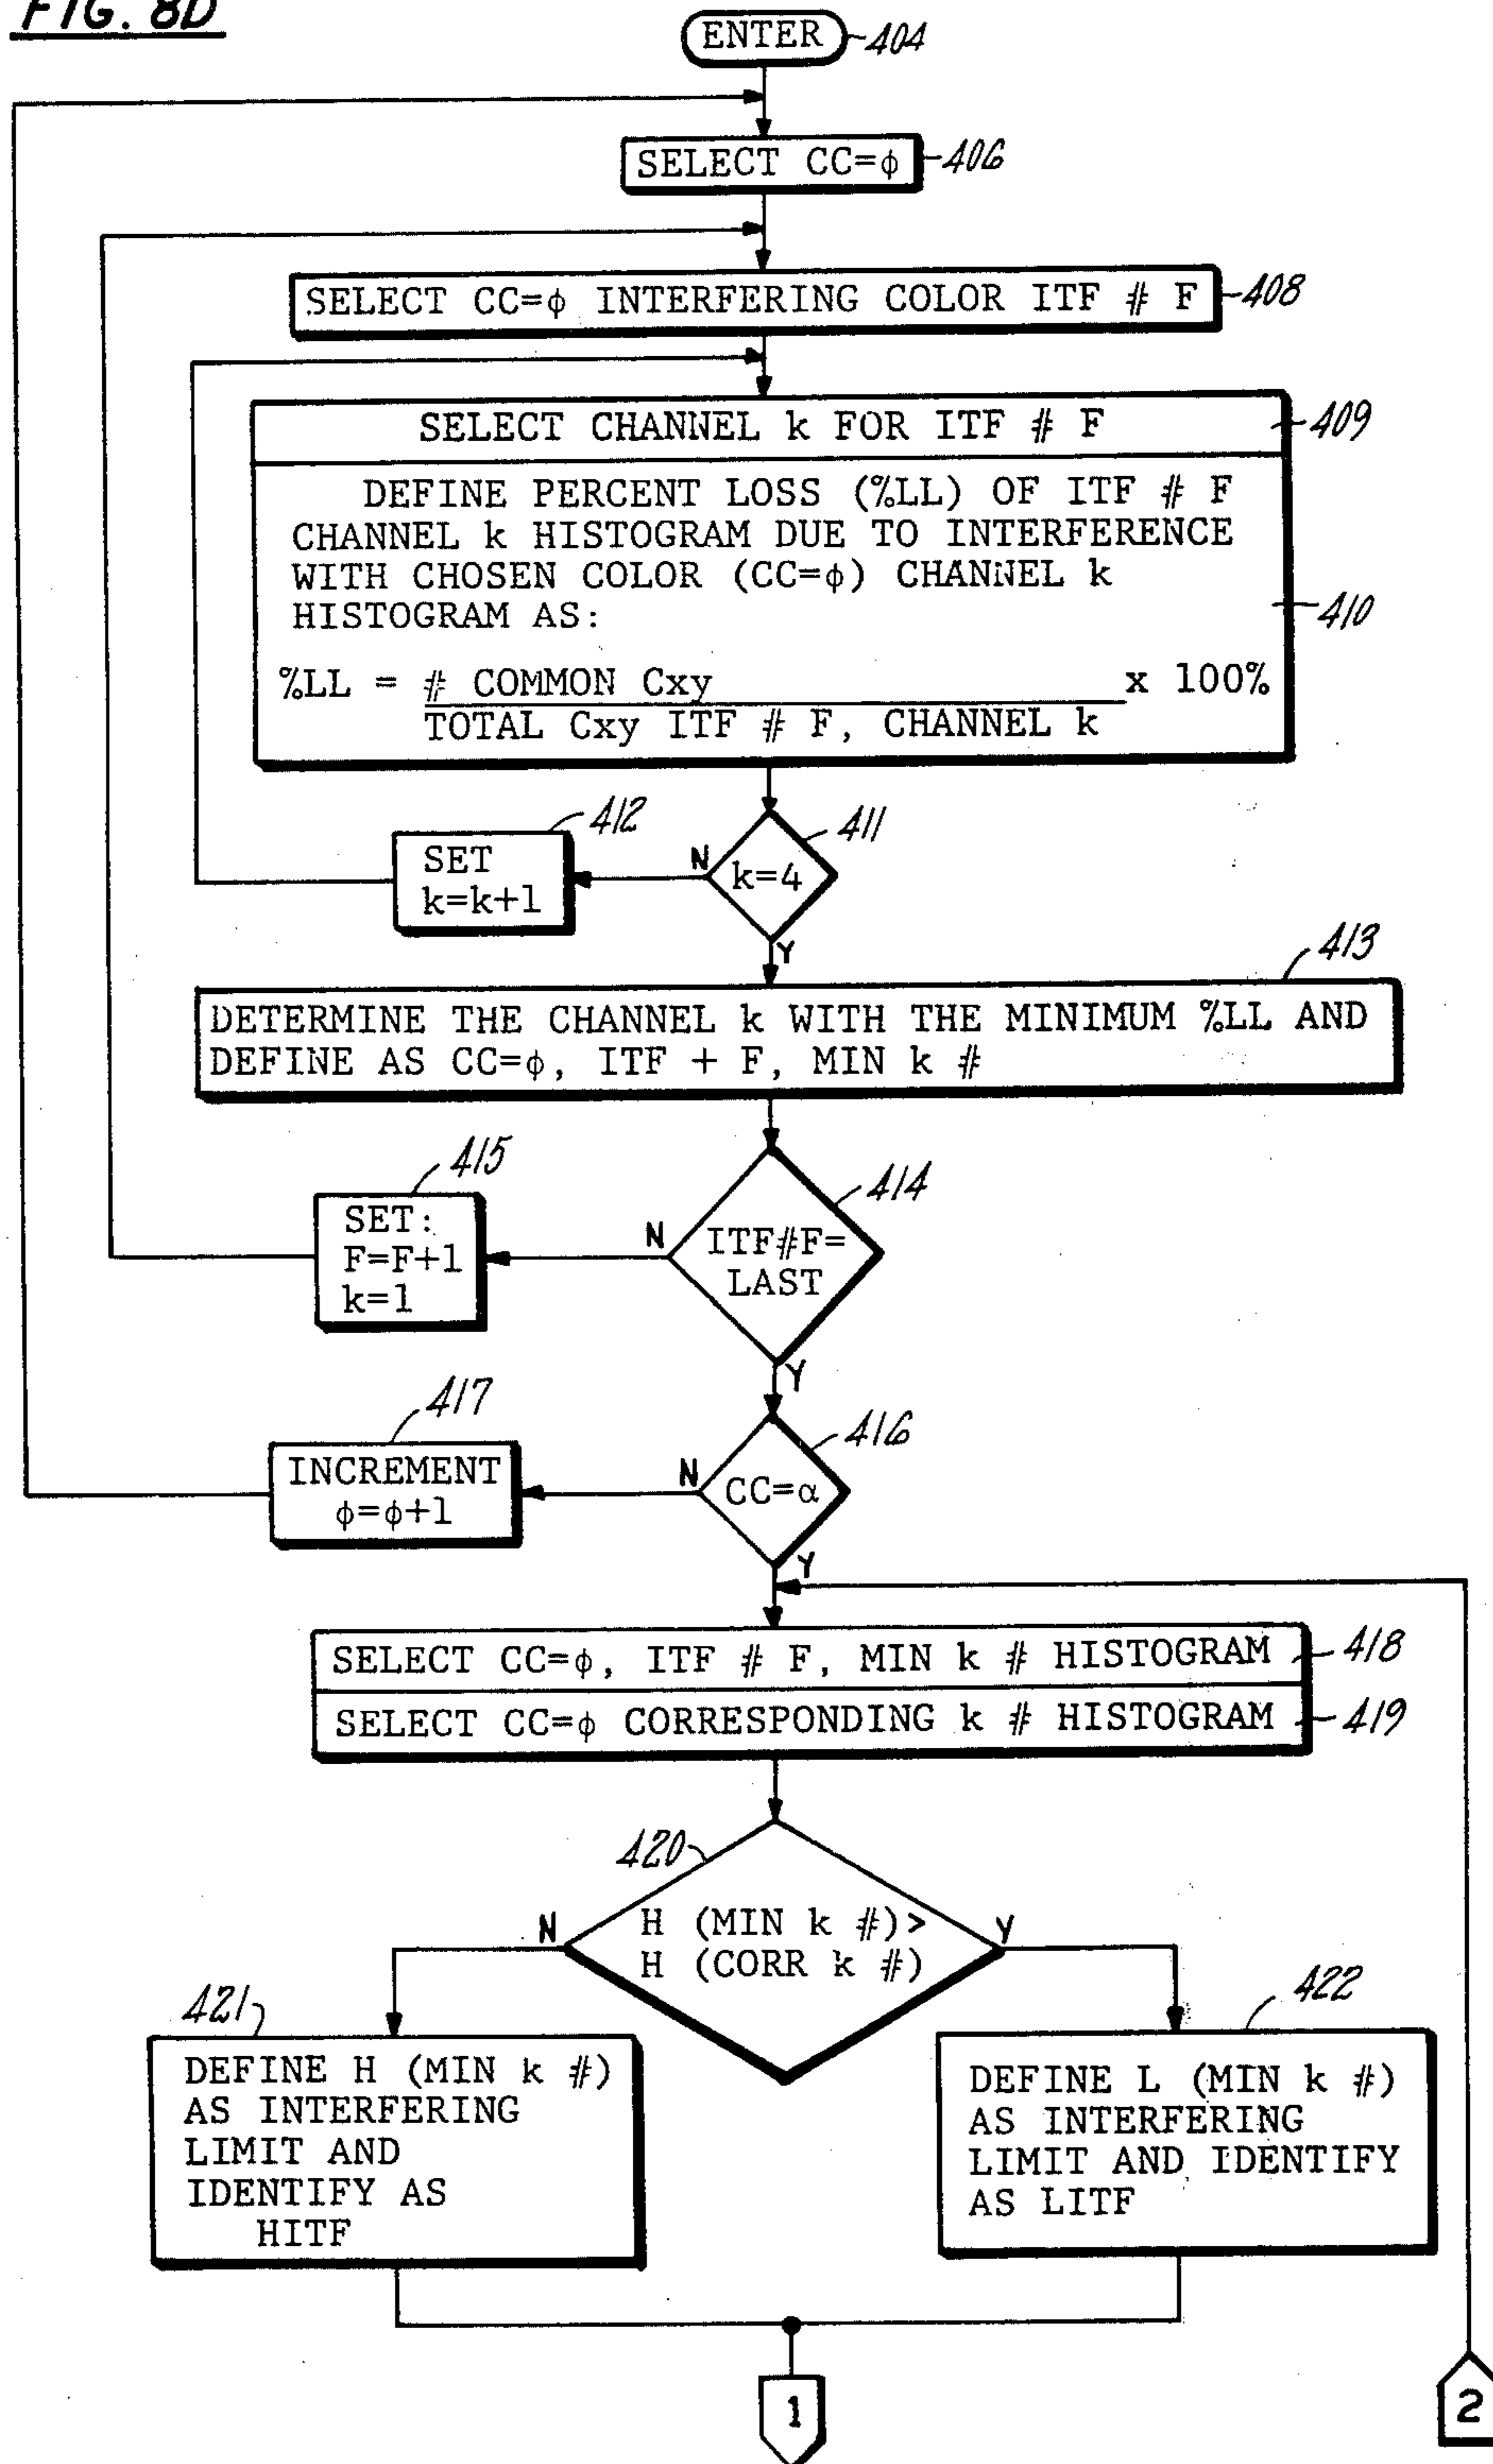 FIG. 8D
ENTER 404
SELECT CC=ϕ 406
SELECT CC=ϕ INTERFERING COLOR ITF # F 408
SELECT CHANNEL k FOR ITF # F 409
DEFINE PERCENT LOSS (%LL) OF ITF # F
CHANNEL k HISTOGRAM DUE TO INTERFERENCE
WITH CHOSEN COLOR (CC=ϕ) CHANNEL k
HISTOGRAM AS:
410
%LL = # COMMON Cxy x 100%
TOTAL Cxy ITF # F, CHANNEL k
411
k=4
N
Y
412
SET
k=k+1
413
DETERMINE THE CHANNEL k WITH THE MINIMUM %LL AND
DEFINE AS CC=ϕ, ITF + F, MIN k #
414
ITF#F=
LAST
N
Y
415
SET:
F=F+1
k=1
416
CC=α
N
Y
417
INCREMENT
ϕ=ϕ+1
SELECT CC=ϕ, ITF # F, MIN k # HISTOGRAM 418
SELECT CC=ϕ CORRESPONDING k # HISTOGRAM 419
420
H (MIN k #)>
H (CORR k #)
N
Y
421
DEFINE H (MIN k #)
AS INTERFERING
LIMIT AND
IDENTIFY AS
HITF
422
DEFINE L (MIN k #)
AS INTERFERING
LIMIT AND IDENTIFY
AS LITF
1
2